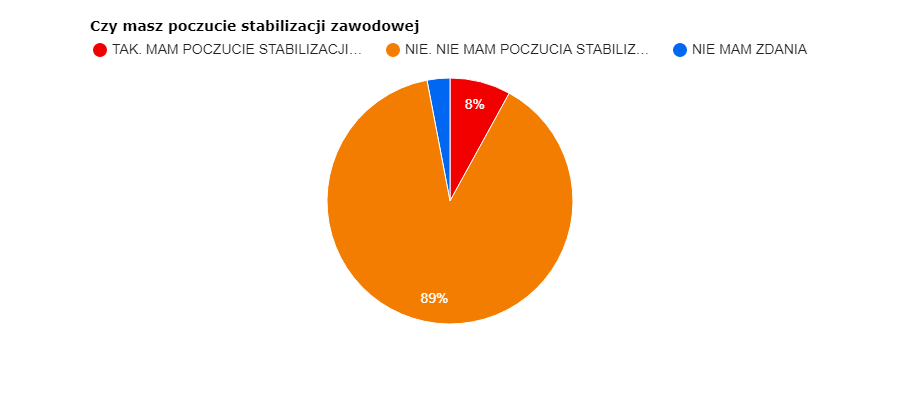 Czy masz poczucie stabilizacji zawodowej
TAK. MAM POCZUCIE STABILIZACJI... NIE. NIE MAM POCZUCIA STABILIZ... NIE MAM ZDANIA
8%
89%